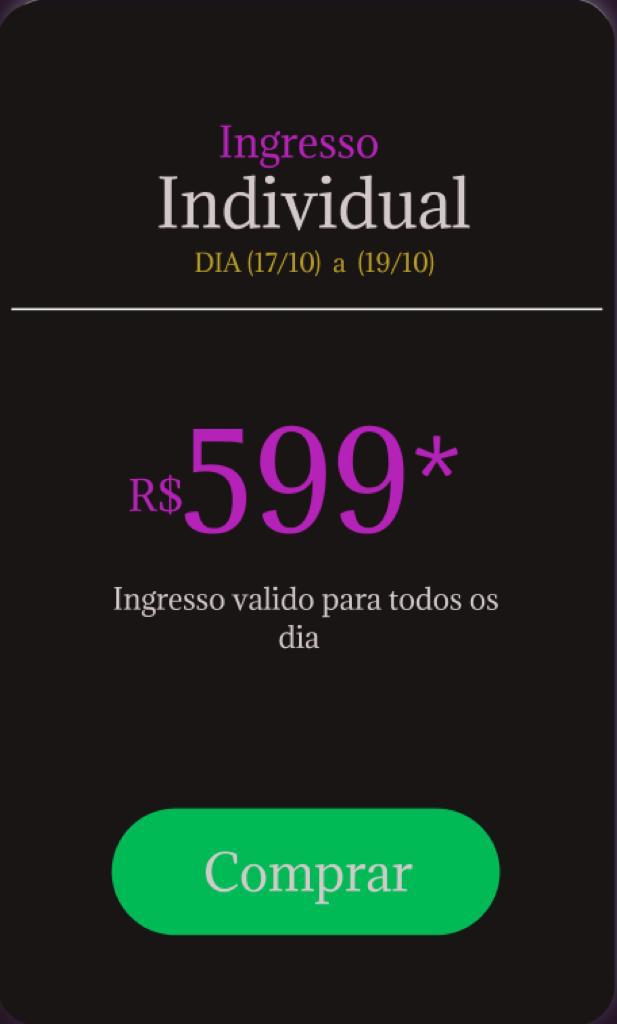 Ingresso
Individual
DIA (17/10) a (19/10)
R$599*
Ingresso valido para todos os
dia
Comprar